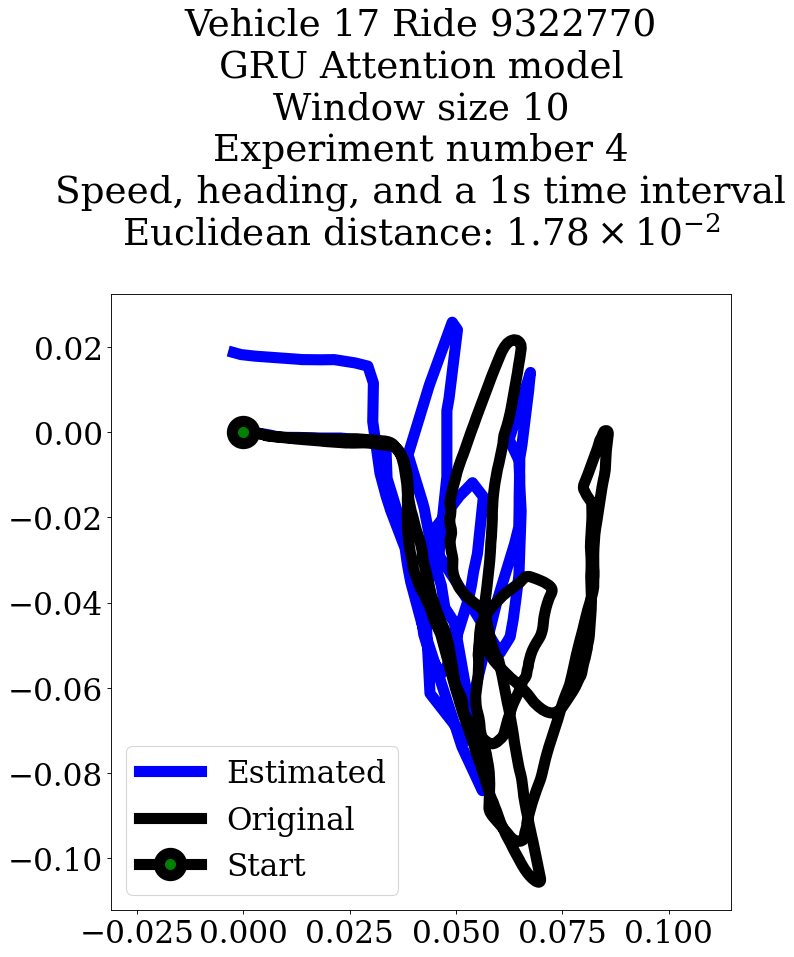 Vehicle 17 Ride 9322770
GRU Attention model
Window size 10
Experiment number 4
Speed, heading, and a 1s time interval
Euclidean distance: 1.78 × 10⁻²
0.02
0.00
−0.02
−0.04
−0.06
−0.08
−0.10
Estimated
Original
Start
−0.025 0.000 0.025 0.050 0.075 0.100